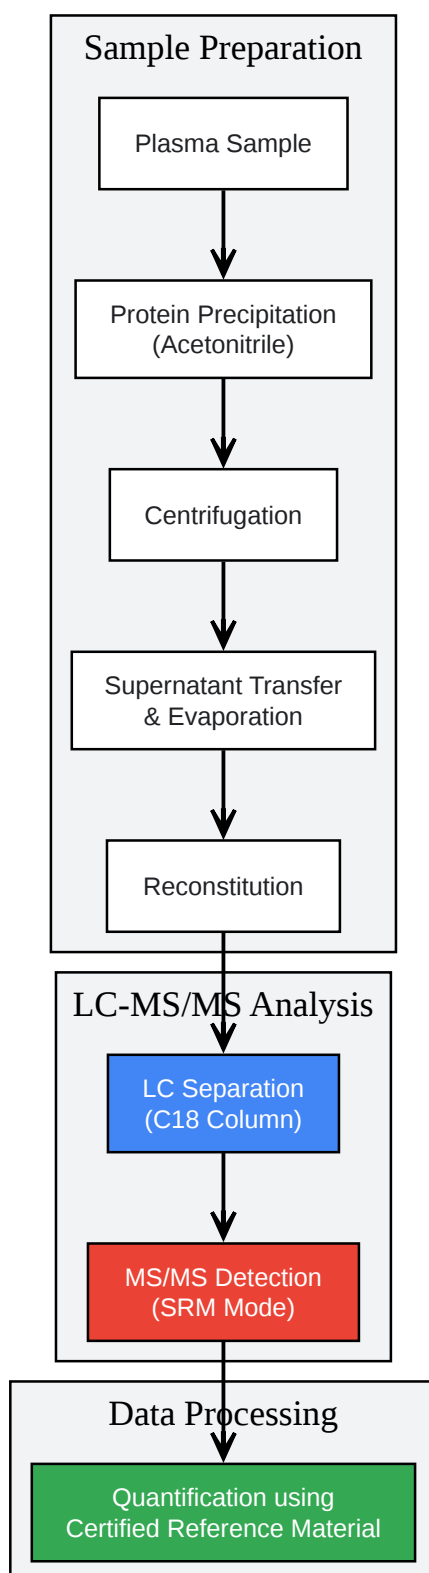 Sample Preparation
Plasma Sample
Protein Precipitation
(Acetonitrile)
Centrifugation
Supernatant Transfer
& Evaporation
Reconstitution
LC-MS/MS Analysis
LC Separation
(C18 Column)
MS/MS Detection
(SRM Mode)
Data Processing
Quantification using
Certified Reference Material